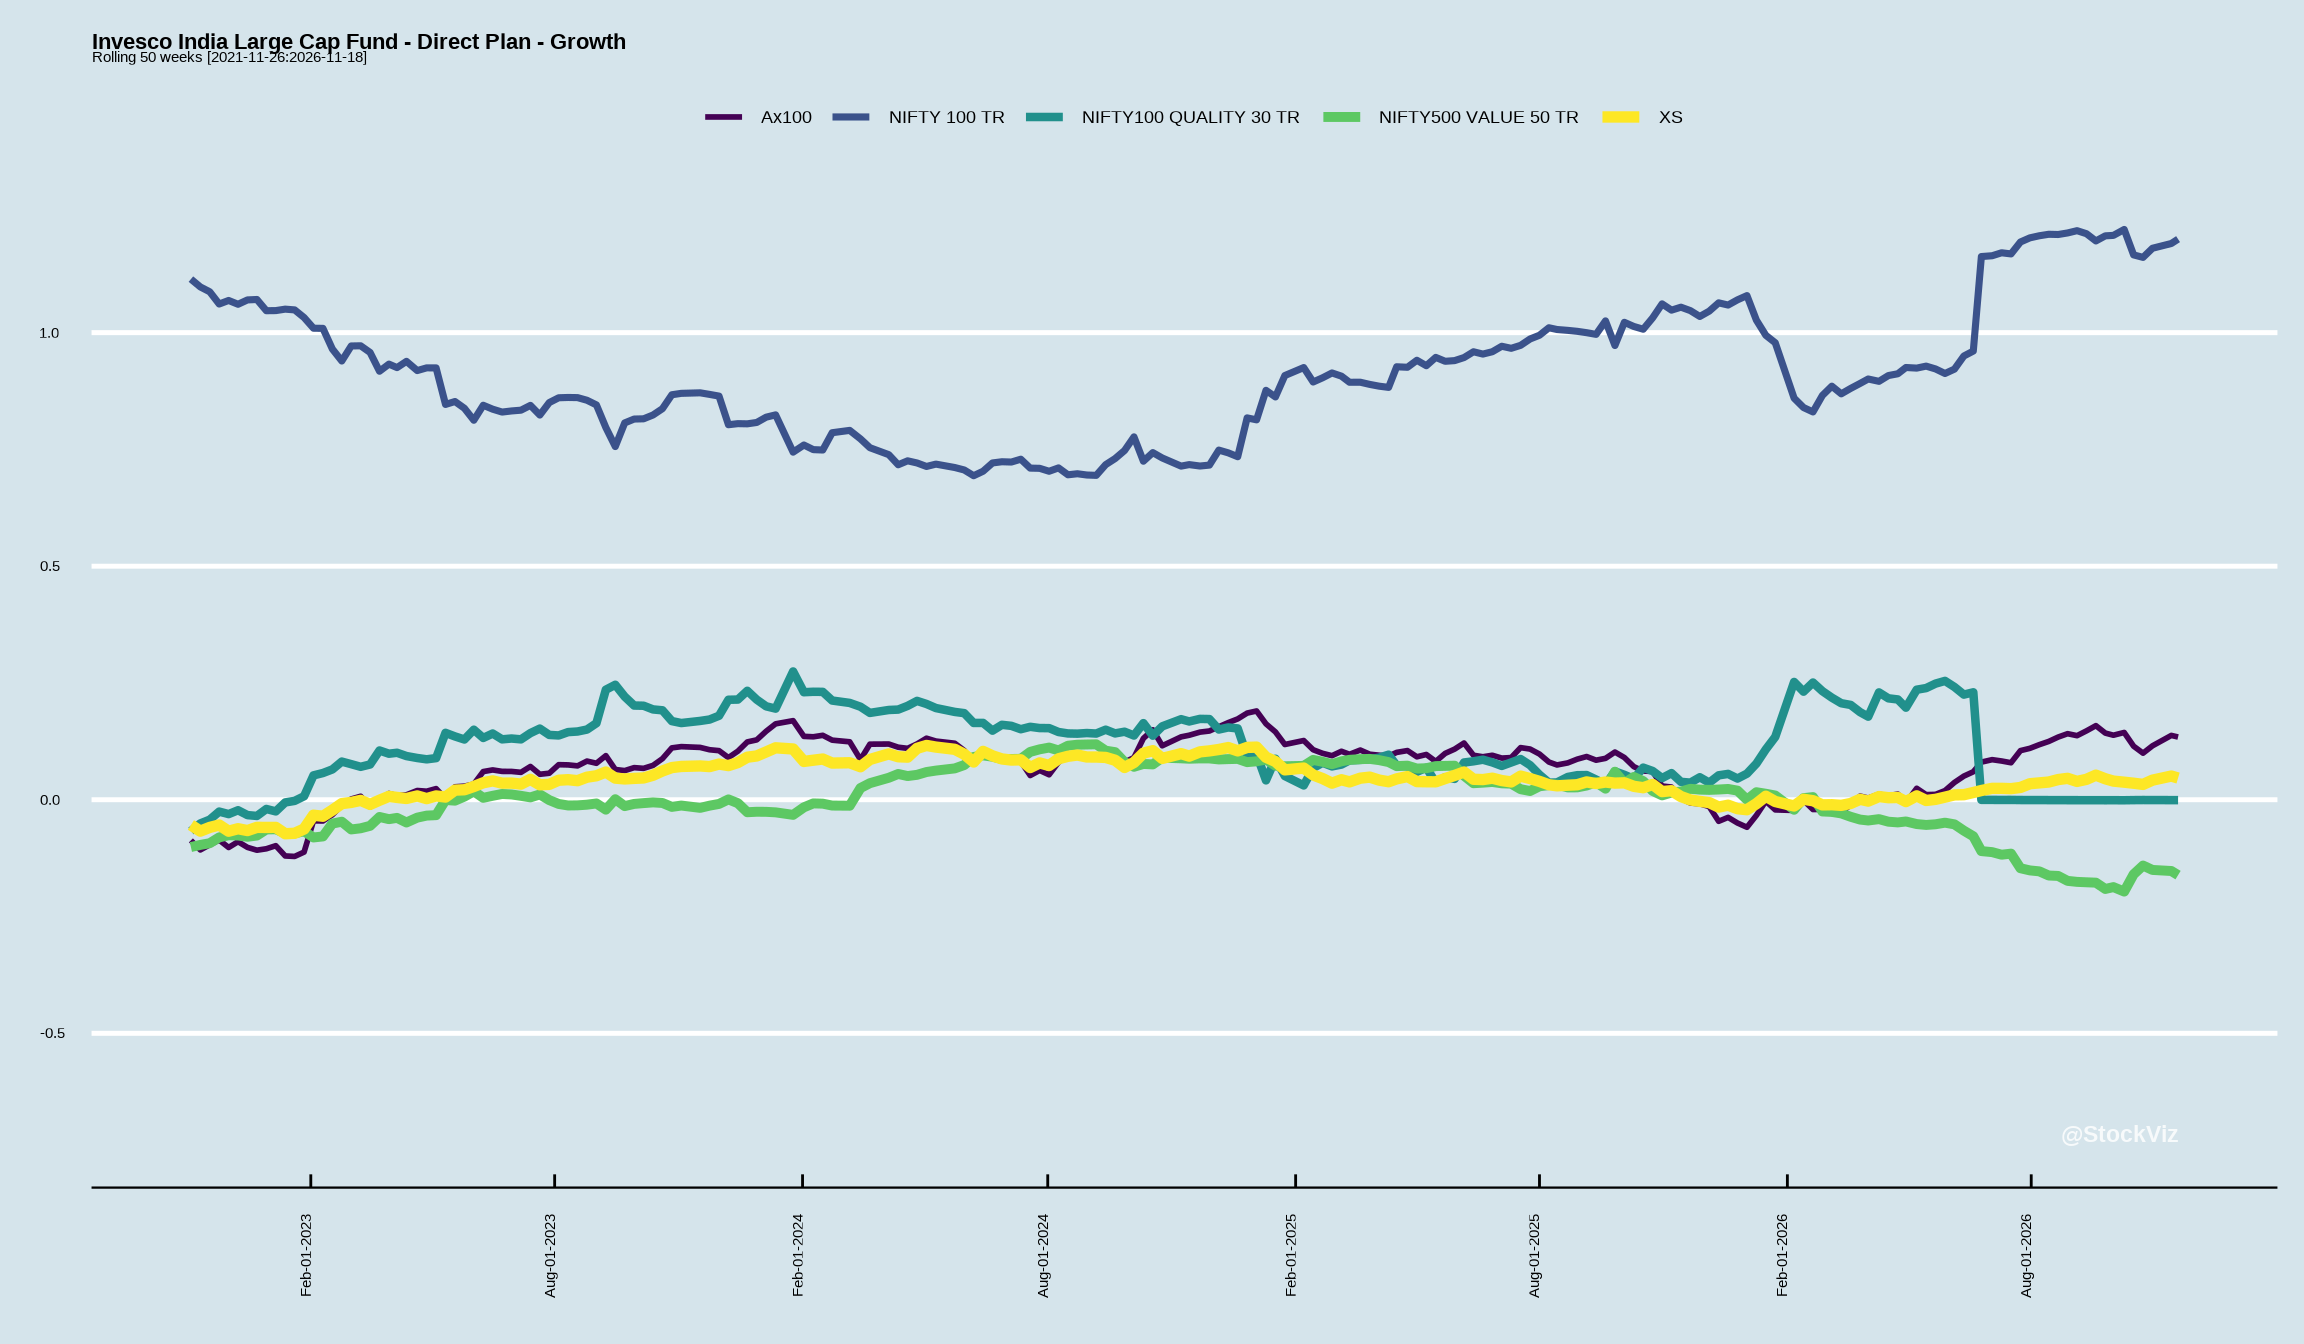 Invesco India Large Cap Fund - Direct Plan - Growth
Rolling 50 weeks [2021-11-26:2026-11-18]
Ax100 NIFTY 100 TR NIFTY100 QUALITY 30 TR NIFTY500 VALUE 50 TR XS
1.0
0.5
0.0
-0.5
@StockViz
Feb-01-2023 Aug-01-2023 Feb-01-2024 Aug-01-2024 Feb-01-2025 Aug-01-2025 Feb-01-2026 Aug-01-2026